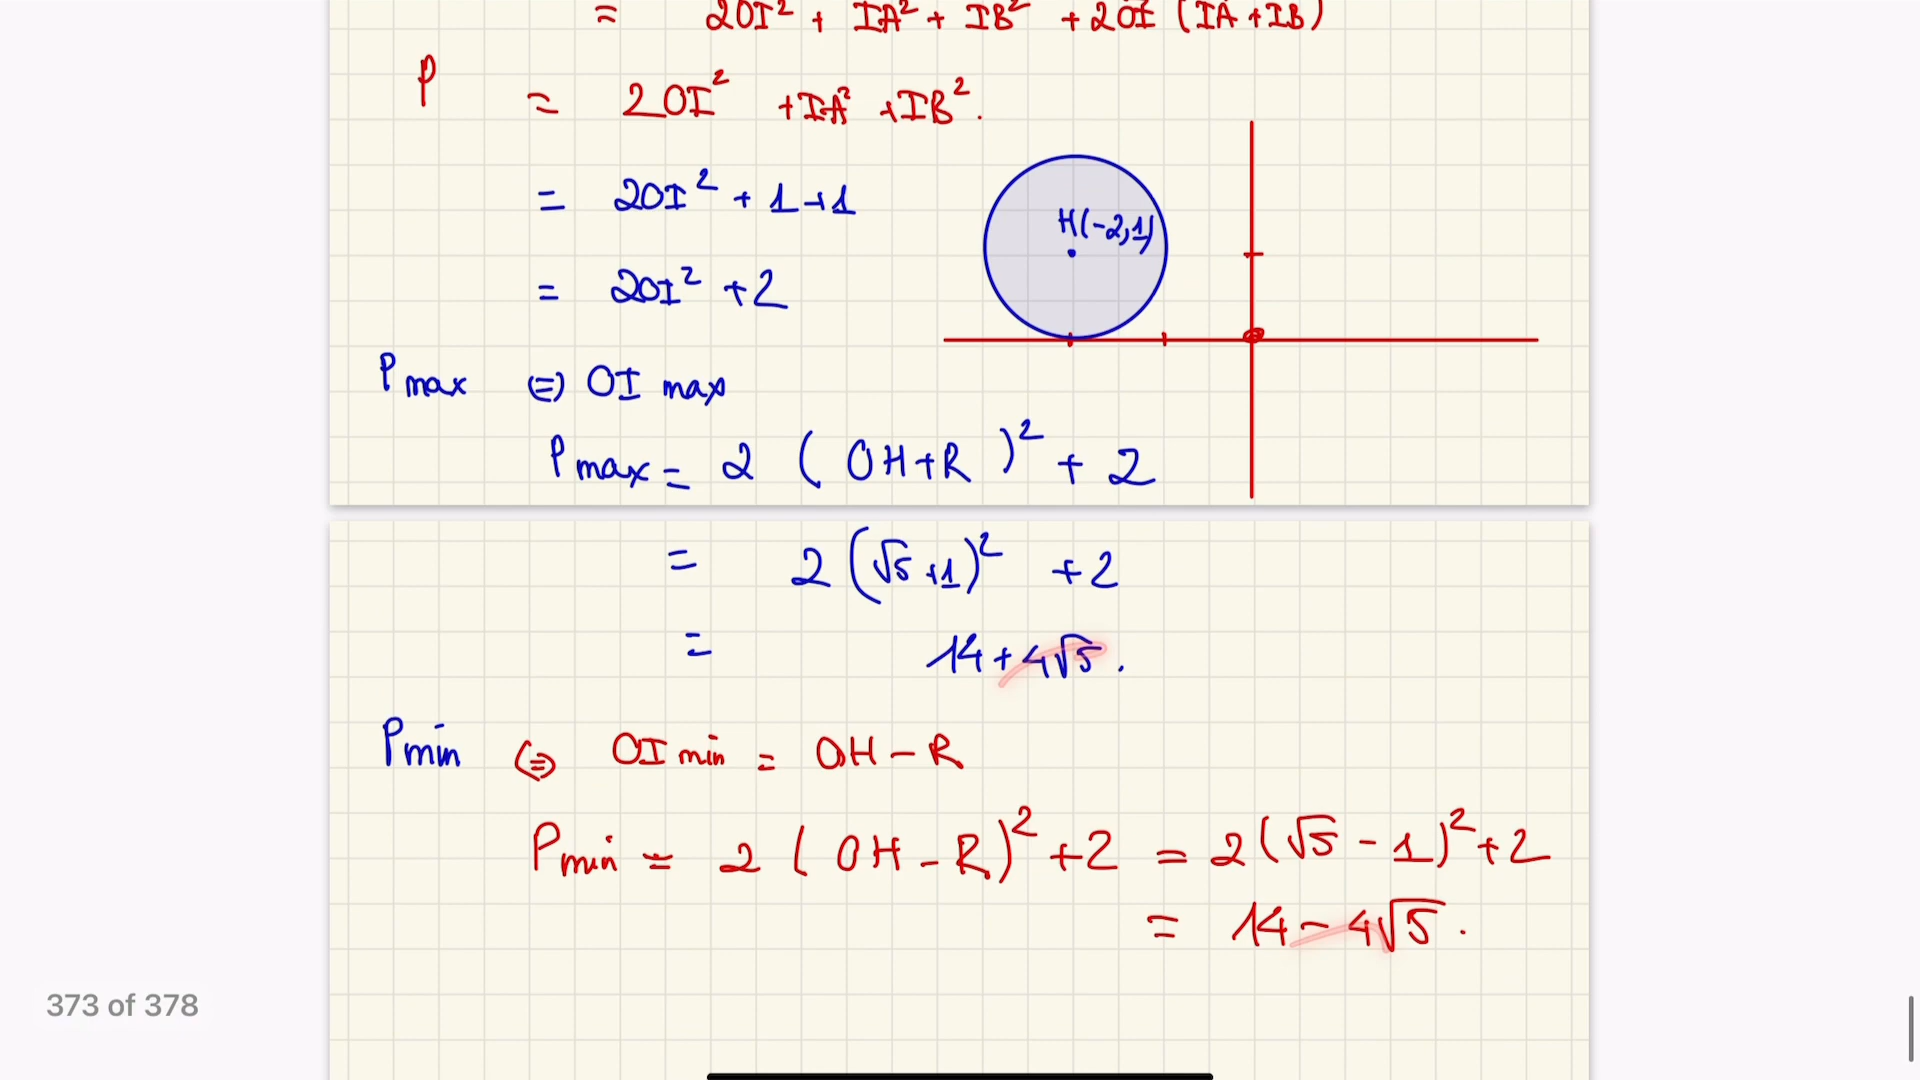 = 2OI² + IA² + IB² + 2OI (IA + IB)
P = 2OI² + IA² + IB².
= 2OI² + 1 + 1
H(-2,1)
= 2OI² + 2
P max ⇔ OI max
P max = 2 ( OH + R )² + 2
= 2 (√5 + 1)² + 2
= 14 + 4√5.
Pmin ⇔ OI min = OH - R
Pmin = 2 ( OH - R)² + 2 = 2(√5 - 1)² + 2
= 14 - 4√5.
373 of 378